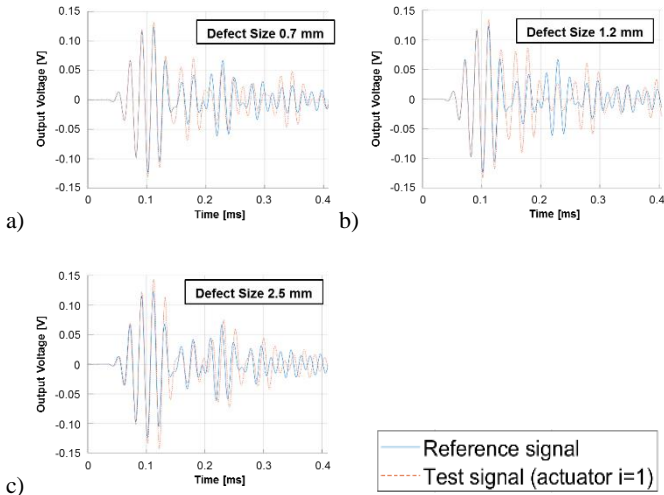 Defect Size 0.7 mm
Output Voltage [V]
0.15
0.10
0.05
0
-0.05
-0.10
-0.15
0
0.1
0.2
0.3
0.4
Time [ms]
a)
Defect Size 1.2 mm
Output Voltage [V]
0.15
0.10
0.05
0
-0.05
-0.10
-0.15
0
0.1
0.2
0.3
0.4
Time [ms]
b)
Defect Size 2.5 mm
Output Voltage [V]
0.15
0.10
0.05
0
-0.05
-0.10
-0.15
0
0.1
0.2
0.3
0.4
Time [ms]
c)
Reference signal
Test signal (actuator i=1)